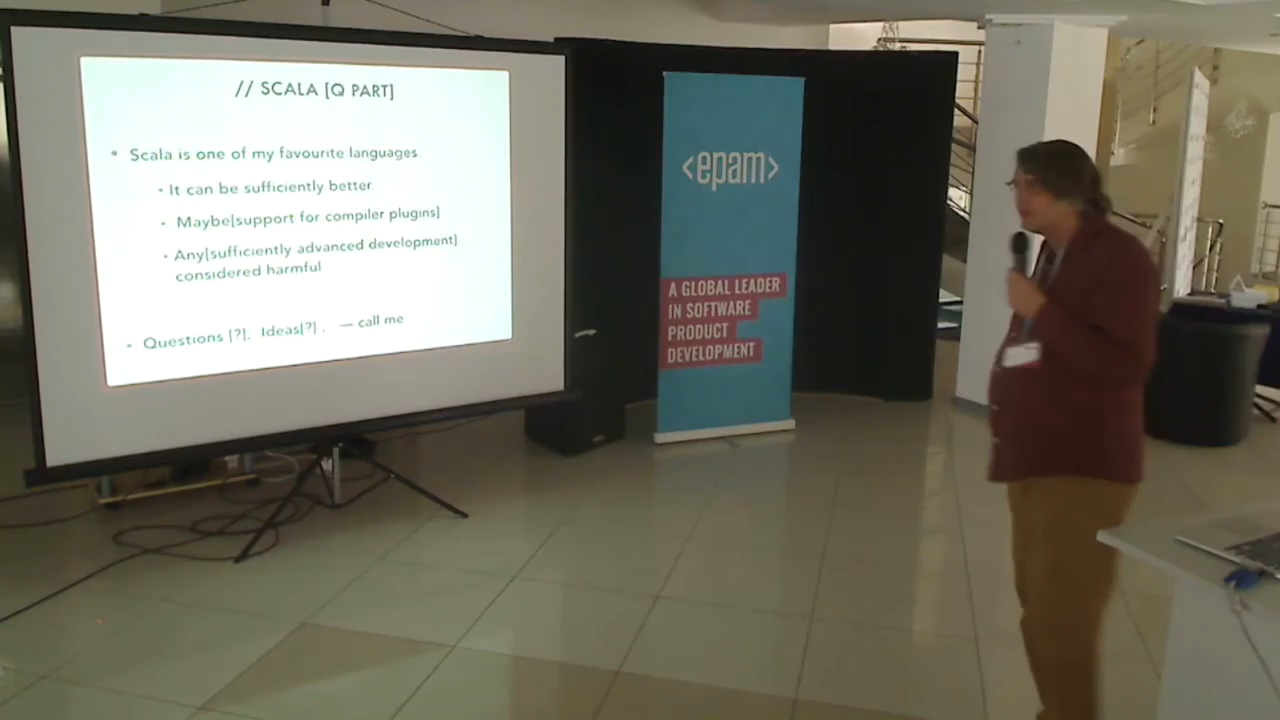 // SCALA [Q PART]
• Scala is one of my favourite languages.
• It can be sufficiently better.
• Maybe[support for compiler plugins]
• Any[sufficiently advanced development]
considered harmful
• Questions [?], Ideas[?] . — call me
<epam>
A GLOBAL LEADER
IN SOFTWARE
PRODUCT
DEVELOPMENT